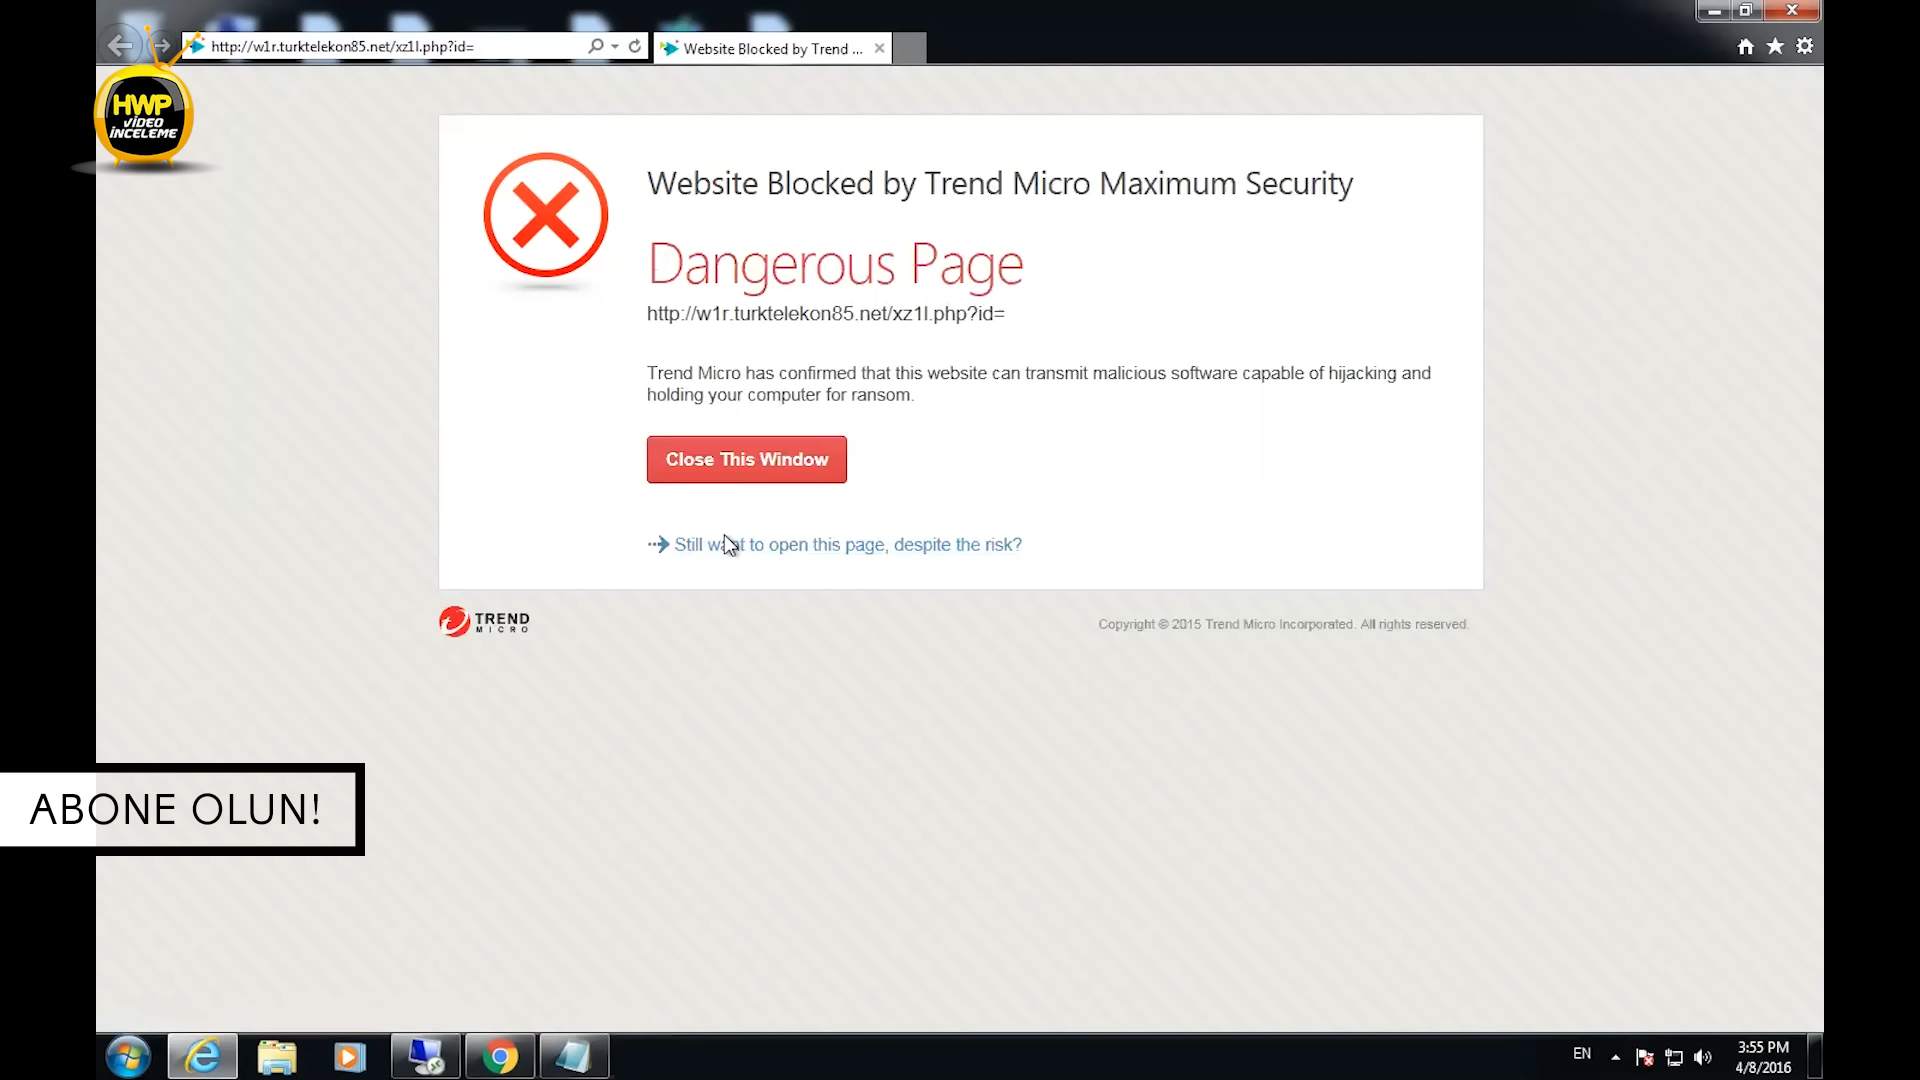 http://w1r.turktelekon85.net/xz1l.php?id=
Website Blocked by Trend ...
HWP
VİDEO
İNCELEME
Website Blocked by Trend Micro Maximum Security
Dangerous Page
http://w1r.turktelekon85.net/xz1l.php?id=
Trend Micro has confirmed that this website can transmit malicious software capable of hijacking and
holding your computer for ransom.
Close This Window
Still want to open this page, despite the risk?
TREND
MICRO
Copyright © 2015 Trend Micro Incorporated. All rights reserved.
ABONE OLUN!
EN
3:55 PM
4/8/2016